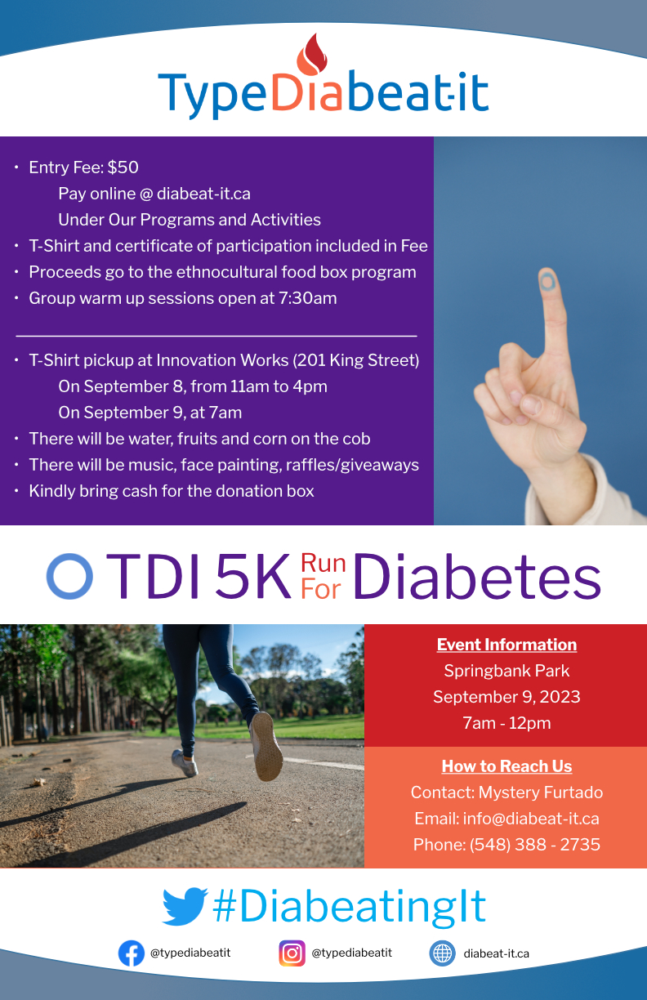 TypeDiabeat-it
• Entry Fee: $50
Pay online @ diabeat-it.ca
Under Our Programs and Activities
• T-Shirt and certificate of participation included in Fee
• Proceeds go to the ethnocultural food box program
• Group warm up sessions open at 7:30am
• T-Shirt pickup at Innovation Works (201 King Street)
On September 8, from 11am to 4pm
On September 9, at 7am
• There will be water, fruits and corn on the cob
• There will be music, face painting, raffles/giveaways
• Kindly bring cash for the donation box
TDI 5K Run For Diabetes
Event Information
Springbank Park
September 9, 2023
7am - 12pm
How to Reach Us
Contact: Mystery Furtado
Email: info@diabeat-it.ca
Phone: (548) 388 - 2735
#DiabeatingIt
@typediabeatit
@typediabeatit
diabeat-it.ca